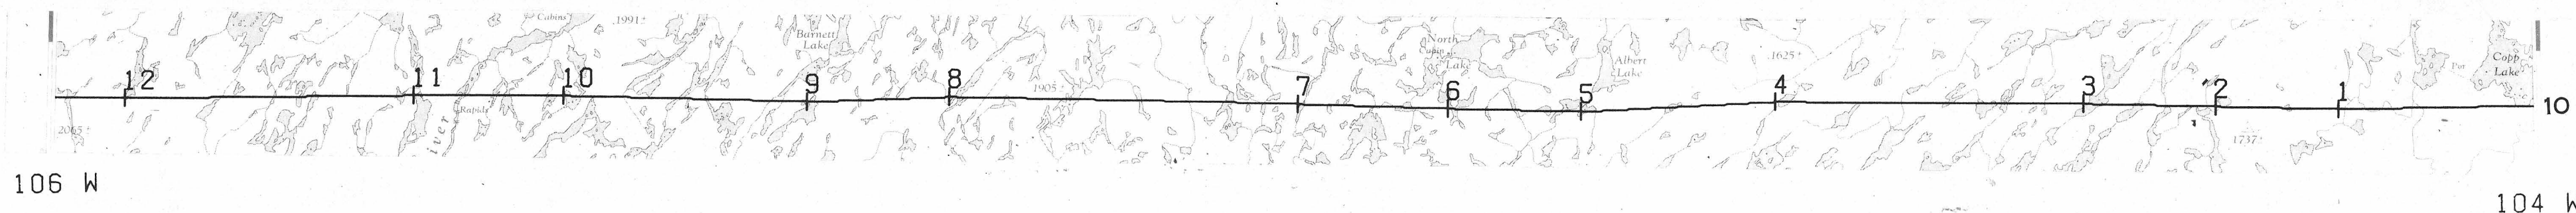 Cabins
1991
Barnett
Lake
North
Lake
Albert
Lake
1625
Copp
Lake
12 11 10 9 8 7 6 5 4 3 2 1 10
1905
Rapids
iver
2065
1737
106 W
104 W